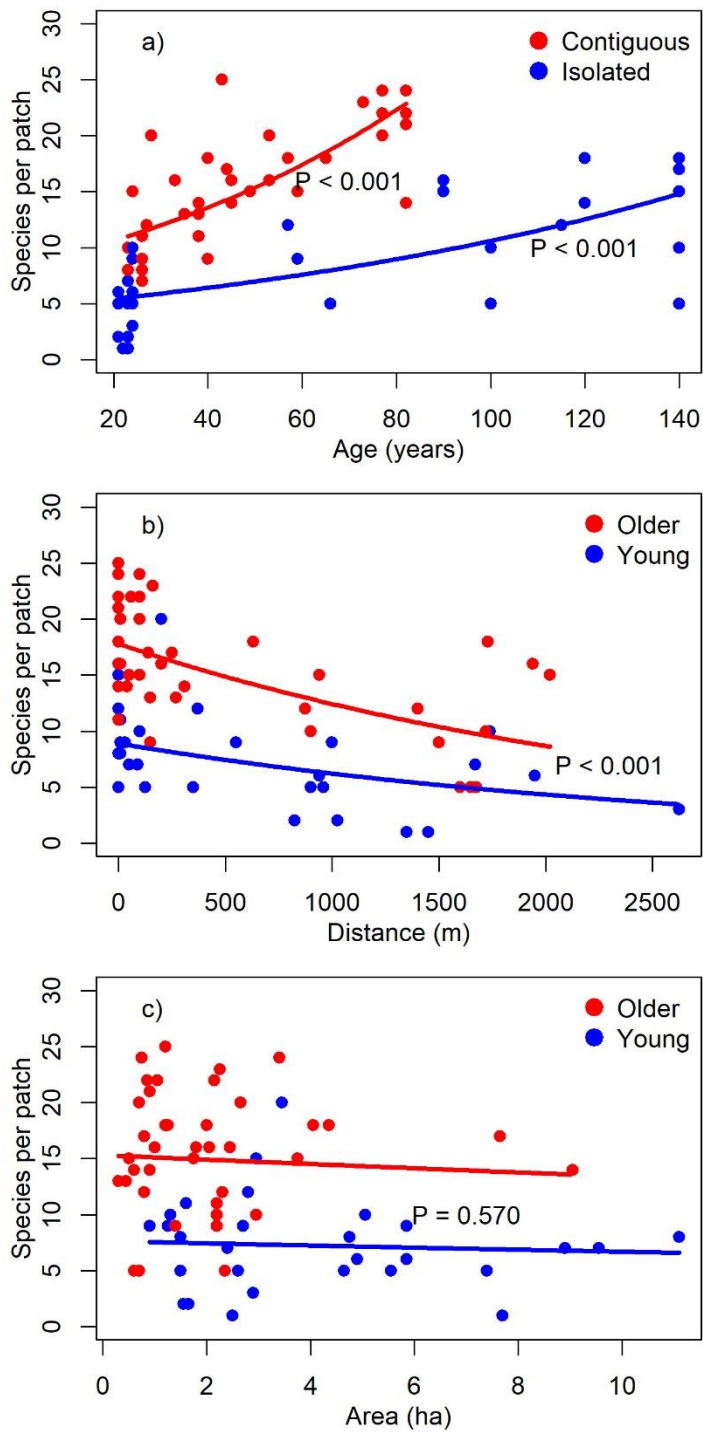 a)
Contiguous
Isolated
30
25
20
15
10
5
0
Species per patch
P < 0.001
P < 0.001
20 40 60 80 100 120 140
Age (years)
b)
Older
Young
30
25
20
15
10
5
0
Species per patch
P < 0.001
0 500 1000 1500 2000 2500
Distance (m)
c)
Older
Young
30
25
20
15
10
5
0
Species per patch
P = 0.570
0 2 4 6 8 10
Area (ha)